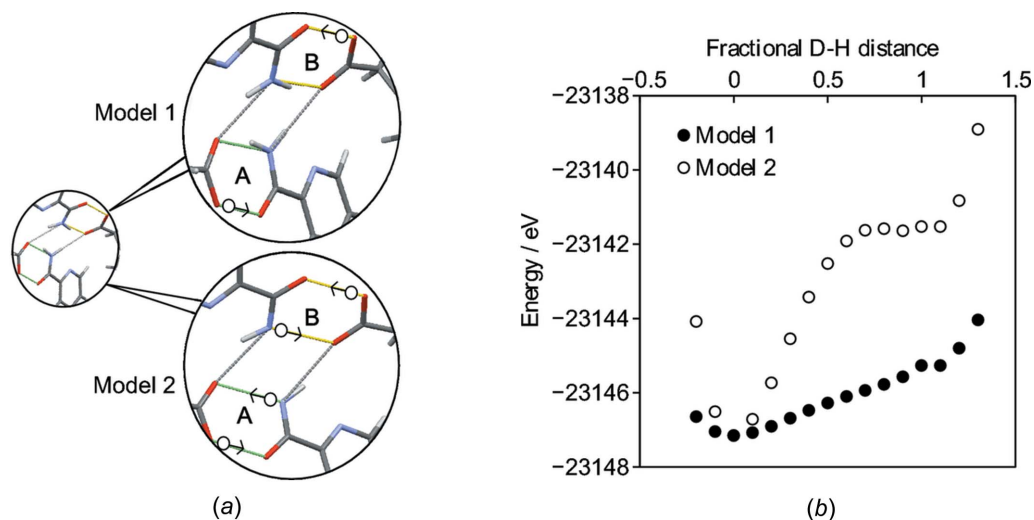 Model 1
B
A
Model 2
B
A
(a)
Fractional D-H distance
−0.5 0 0.5 1 1.5
−23138
−23140
−23142
−23144
−23146
−23148
Energy / eV
Model 1
Model 2
(b)